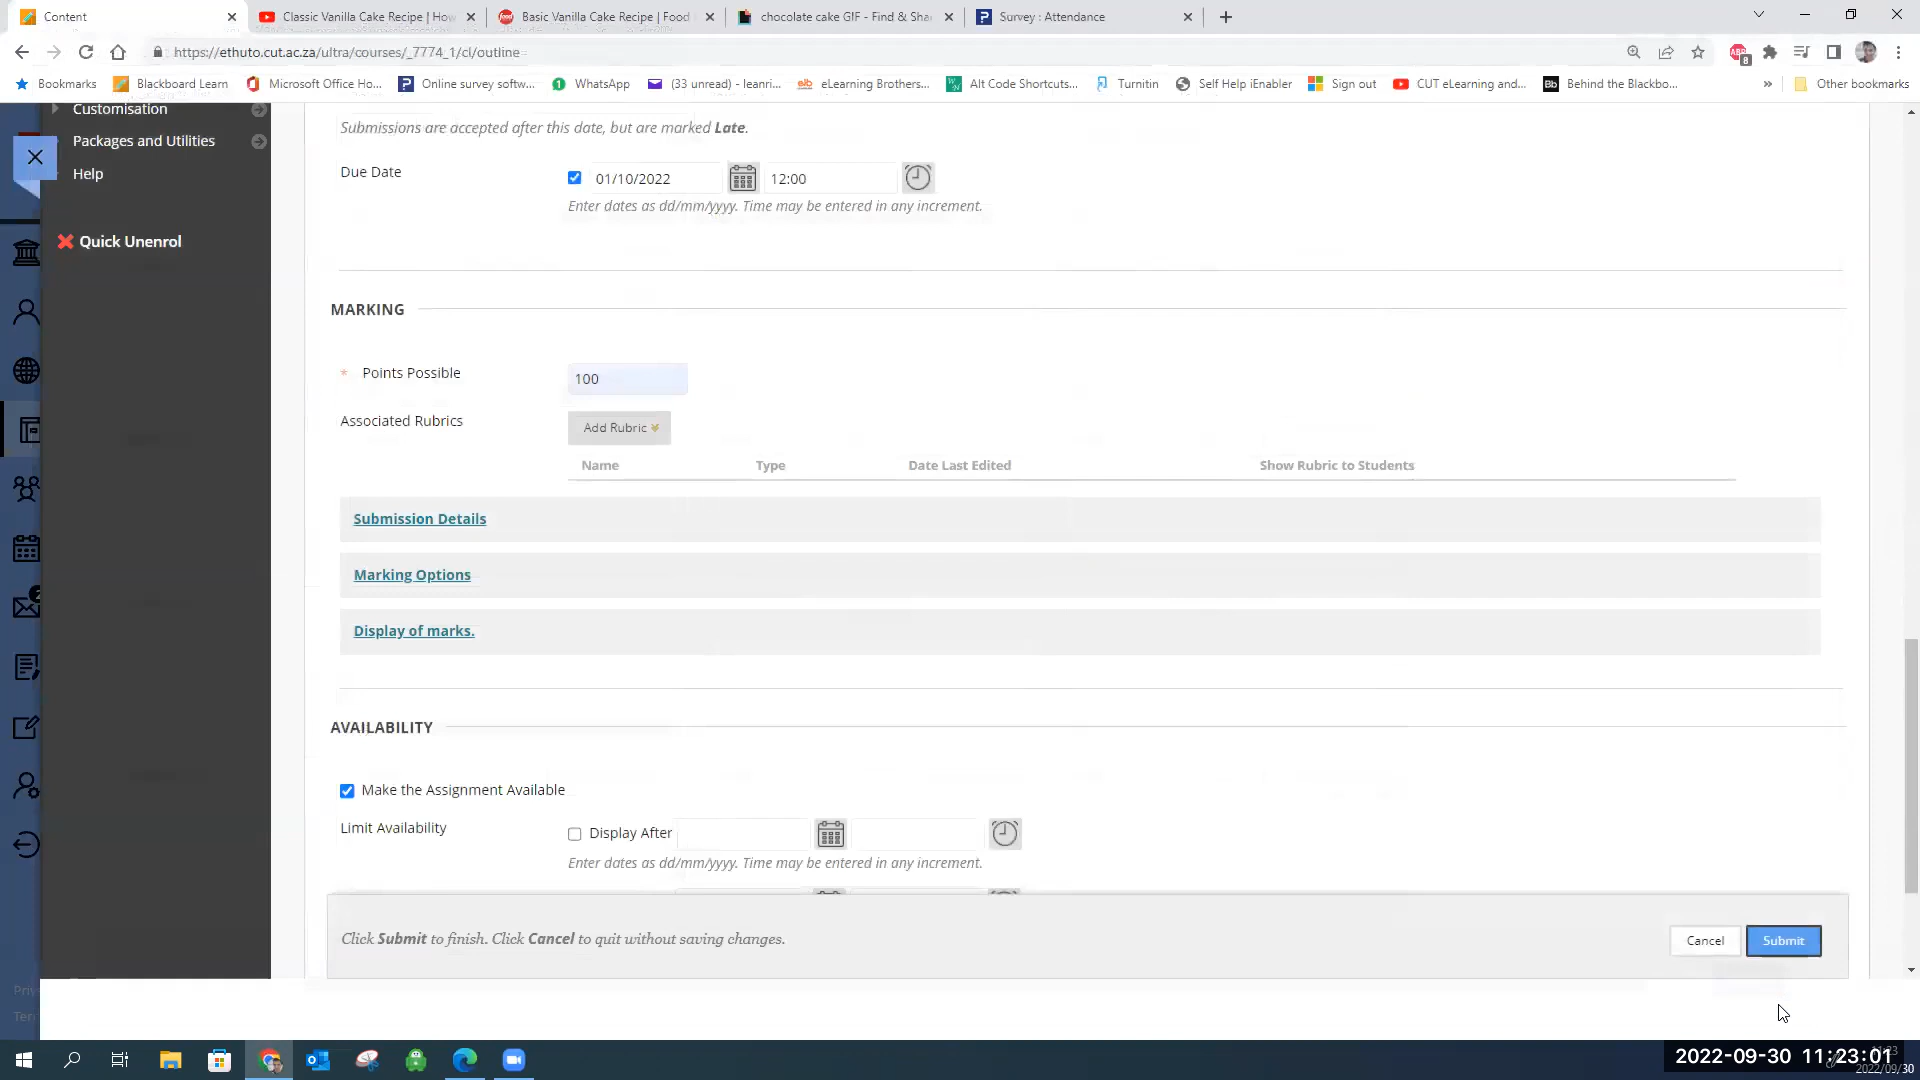 Content
Classic Vanilla Cake Recipe | How
Basic Vanilla Cake Recipe | Food
chocolate cake GIF - Find & Sha
Survey : Attendance
https://ethuto.cut.ac.za/ultra/courses/_7774_1/cl/outline
8
Bookmarks
Blackboard Learn
Microsoft Office Ho...
Online survey softw...
WhatsApp
(33 unread) - leanri...
eLearning Brothers...
Alt Code Shortcuts...
Turnitin
Self Help iEnabler
Sign out
CUT eLearning and...
Behind the Blackbo...
Other bookmarks
Customisation
Packages and Utilities
Help
Quick Unenrol
Submissions are accepted after this date, but are marked Late.
Due Date
01/10/2022
12:00
Enter dates as dd/mm/yyyy. Time may be entered in any increment.
MARKING
* Points Possible
100
Associated Rubrics
Add Rubric
Name
Type
Date Last Edited
Show Rubric to Students
Submission Details
Marking Options
Display of marks.
AVAILABILITY
Make the Assignment Available
Limit Availability
Display After
Enter dates as dd/mm/yyyy. Time may be entered in any increment.
Click Submit to finish. Click Cancel to quit without saving changes.
Cancel
Submit
2022-09-30 11:23:01
2022/09/30